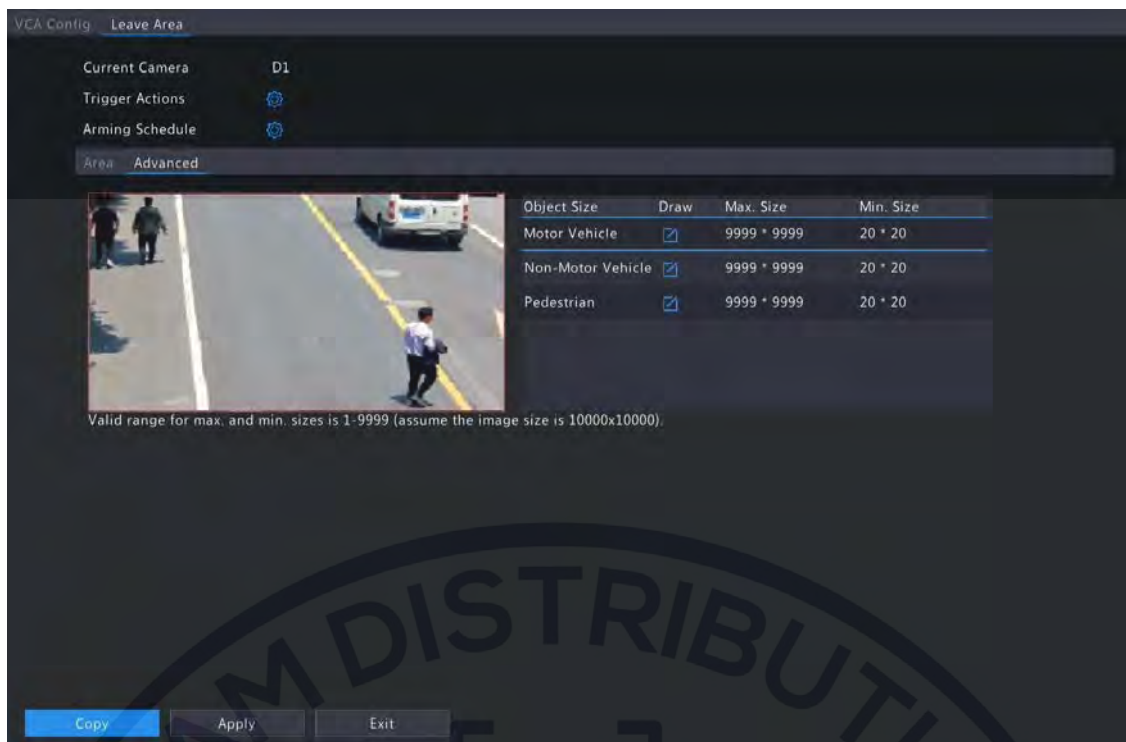 VCA Config Leave Area
Current Camera D1
Trigger Actions
Arming Schedule
Area Advanced
Object Size Draw Max. Size Min. Size
Motor Vehicle 9999 * 9999 20 * 20
Non-Motor Vehicle 9999 * 9999 20 * 20
Pedestrian 9999 * 9999 20 * 20
Valid range for max. and min. sizes is 1-9999 (assume the image size is 10000x10000).
M DISTRIBUTI
Copy Apply Exit